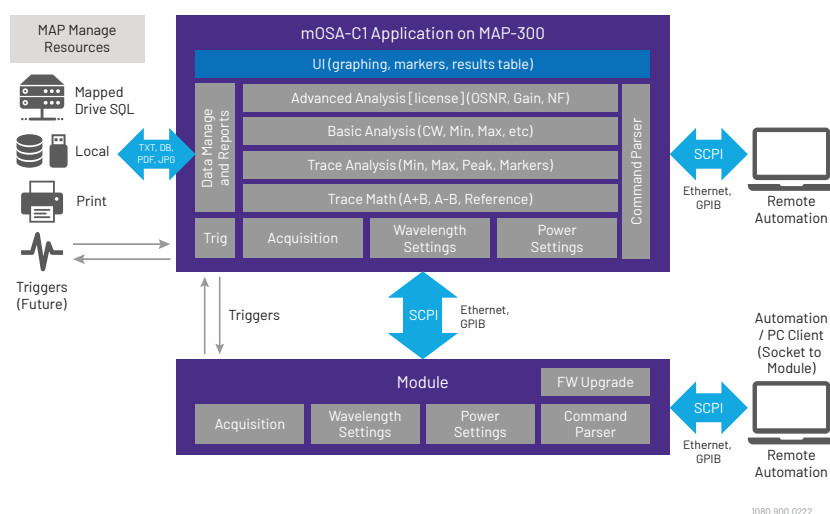 MAP Manage
Resources
mOSA-C1 Application on MAP-300
UI (graphing, markers, results table)
Mapped
Drive SQL
Local
Print
Triggers
(Future)
TXT, DB,
PDF, JPG
Data Manage
and Reports
Advanced Analysis [license] (OSNR, Gain, NF)
Basic Analysis (CW, Min, Max, etc)
Trace Analysis (Min, Max, Peak, Markers)
Trace Math (A+B, A-B, Reference)
Trig
Acquisition
Wavelength
Settings
Power
Settings
Command Parser
SCPI
Ethernet,
GPIB
Remote
Automation
Triggers
SCPI
Ethernet,
GPIB
Module
FW Upgrade
Acquisition
Wavelength
Settings
Power
Settings
Command
Parser
SCPI
Ethernet,
GPIB
Automation
/ PC Client
(Socket to
Module)
Remote
Automation
1080.900.0222